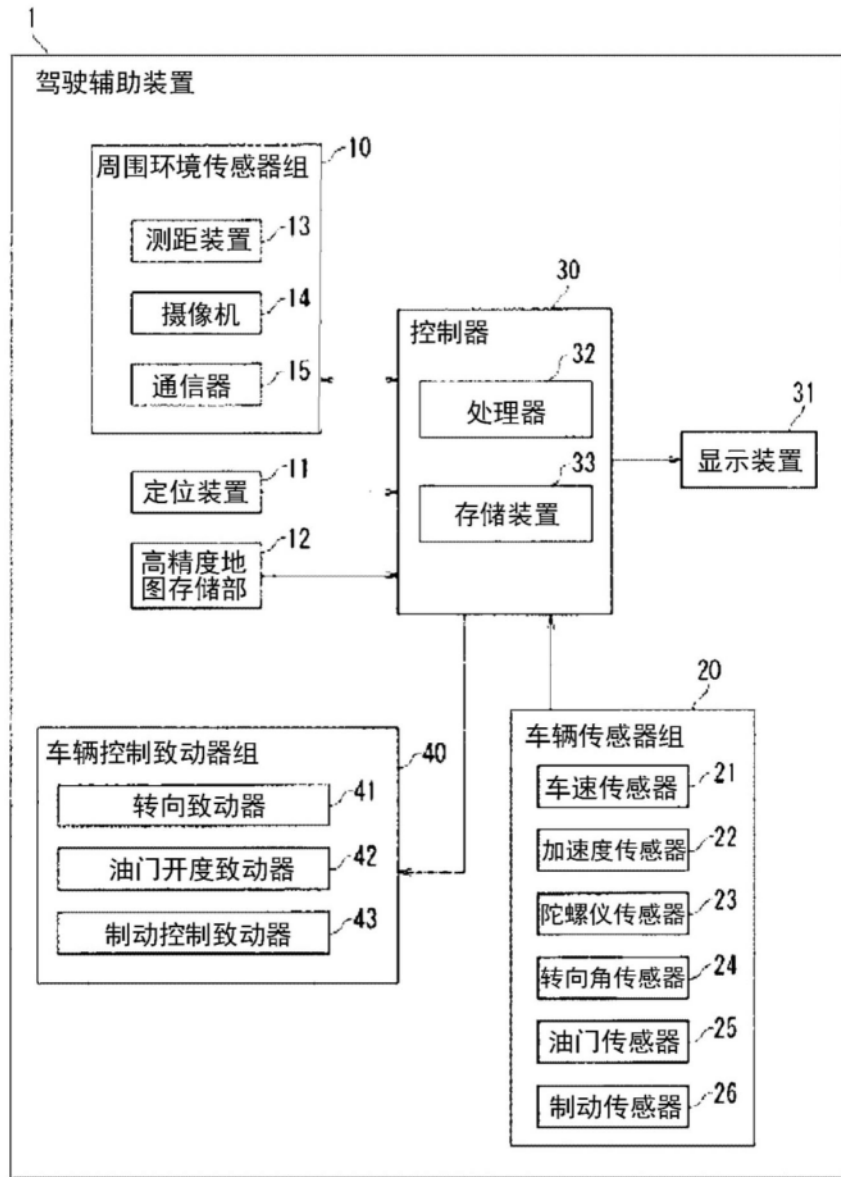 1
驾驶辅助装置
10
周围环境传感器组
测距装置
13
摄像机
14
通信器
15
定位装置
11
高精度地
图存储部
12
30
控制器
32
处理器
33
存储装置
31
显示装置
车辆控制致动器组
40
转向致动器
41
油门开度致动器
42
制动控制致动器
43
20
车辆传感器组
车速传感器
21
加速度传感器
22
陀螺仪传感器
23
转向角传感器
24
油门传感器
25
制动传感器
26